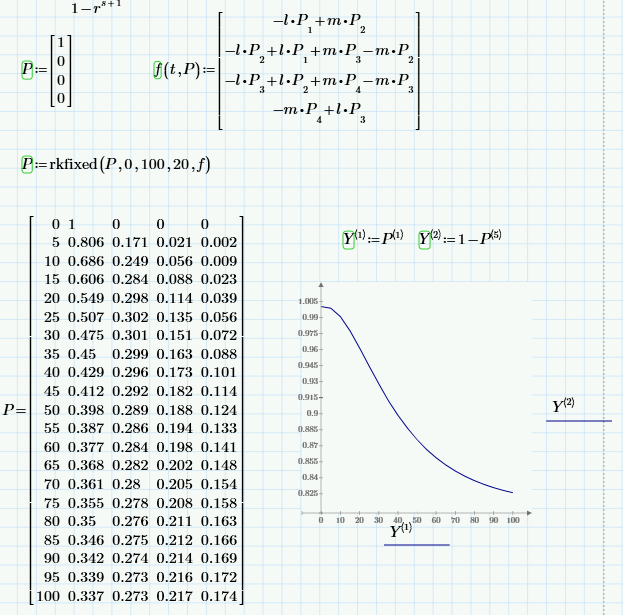 1−r^(s+1)
P:=[1 0 0 0]
f(t,P):=[−l•P₁+m•P₂
−l•P₂+l•P₁+m•P₃−m•P₂
−l•P₃+l•P₂+m•P₄−m•P₃
−m•P₄+l•P₃]
P:=rkfixed(P,0,100,20,f)
P=
0 1 0 0 0
5 0.806 0.171 0.021 0.002
10 0.686 0.249 0.056 0.009
15 0.606 0.284 0.088 0.023
20 0.549 0.298 0.114 0.039
25 0.507 0.302 0.135 0.056
30 0.475 0.301 0.151 0.072
35 0.45 0.299 0.163 0.088
40 0.429 0.296 0.173 0.101
45 0.412 0.292 0.182 0.114
50 0.398 0.289 0.188 0.124
55 0.387 0.286 0.194 0.133
60 0.377 0.284 0.198 0.141
65 0.368 0.282 0.202 0.148
70 0.361 0.28 0.205 0.154
75 0.355 0.278 0.208 0.158
80 0.35 0.276 0.211 0.163
85 0.346 0.275 0.212 0.166
90 0.342 0.274 0.214 0.169
95 0.339 0.273 0.216 0.172
100 0.337 0.273 0.217 0.174
Y⁽¹⁾:=P⁽¹⁾ Y⁽²⁾:=1−P⁽⁵⁾
1.005
0.99
0.975
0.96
0.945
0.93
0.915
0.9
0.885
0.87
0.855
0.84
0.825
0 10 20 30 40 50 60 70 80 90 100
Y⁽²⁾
Y⁽¹⁾